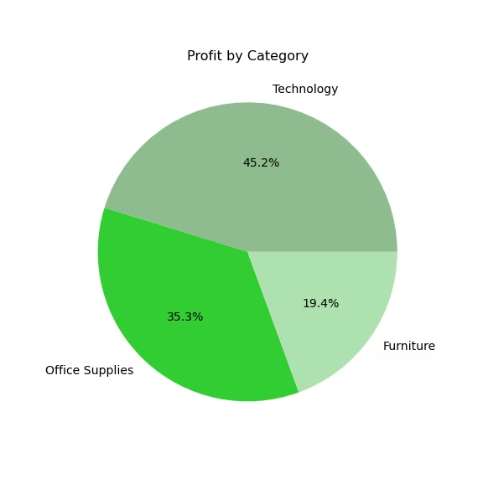 Profit by Category
Technology
45.2%
35.3%
19.4%
Furniture
Office Supplies